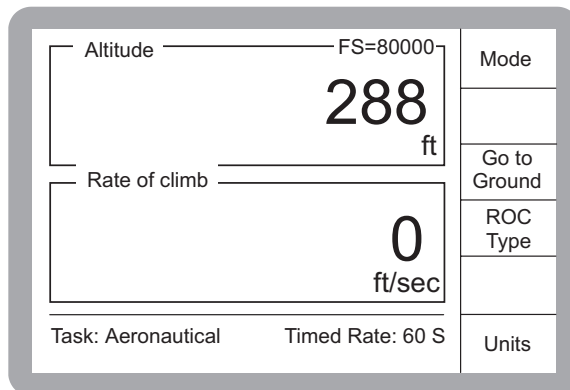 Altitude FS=80000
288
ft
Rate of climb
0
ft/sec
Task: Aeronautical Timed Rate: 60 S
Mode
Go to
Ground
ROC
Type
Units